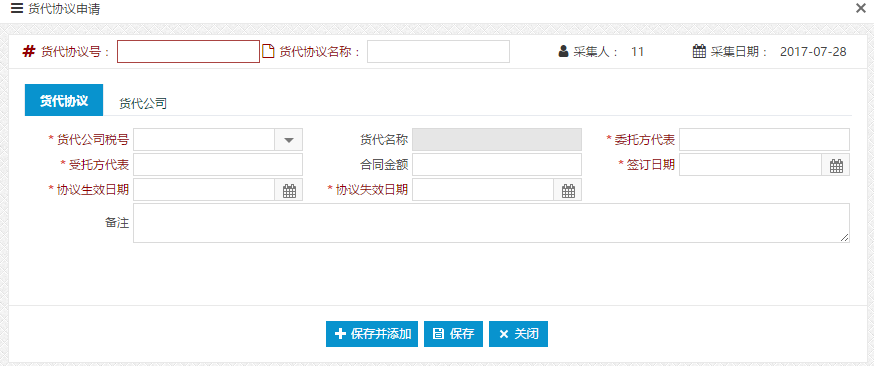 货代协议申请
# 货代协议号： 货代协议名称： 采集人： 11 采集日期： 2017-07-28
货代协议 货代公司
* 货代公司税号 货代名称 * 委托方代表
* 受托方代表 合同金额 * 签订日期
* 协议生效日期 * 协议失效日期
备注
保存并添加 保存 关闭